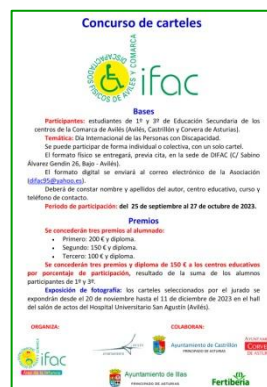 Concurso de carteles
DISCAPACITADOS FÍSICOS DE AVILÉS Y COMARCA
ifac
Bases
Participantes: estudiantes de 1º y 3º de Educación Secundaria de los
centros de la Comarca de Avilés (Avilés, Castrillón y Corvera de Asturias).
Temática: Día Internacional de las Personas con Discapacidad.
Se puede participar de forma individual o colectiva, con un solo cartel.
El formato físico se entregará, previa cita, en la sede de DIFAC (C/ Sabino
Álvarez Gendín 26, Bajo - Avilés).
El formato digital se enviará al correo electrónico de la Asociación
(difac95@yahoo.es).
Deberá de constar nombre y apellidos del autor, centro educativo, curso y
teléfono de contacto.
Periodo de participación: del 25 de septiembre al 27 de octubre de 2023.
Premios
Se concederán tres premios al alumnado:
• Primero: 200 € y diploma.
• Segundo: 150 € y diploma.
• Tercero: 100 € y diploma.
Se concederán tres premios y diploma de 150 € a los centros educativos
por porcentaje de participación, resultado de la suma de los alumnos
participantes de 1º y 3º.
Exposición de fotografía: los carteles seleccionados por el jurado se
expondrán desde el 20 de noviembre hasta el 11 de diciembre de 2023 en el hall
del salón de actos del Hospital Universitario San Agustín (Avilés).
ORGANIZA:
COLABORAN:
ifac
Ayuntamiento de Castrillón
PRINCIPADO DE ASTURIAS
Ayuntamiento de Illas
PRINCIPADO DE ASTURIAS
Fertiberia